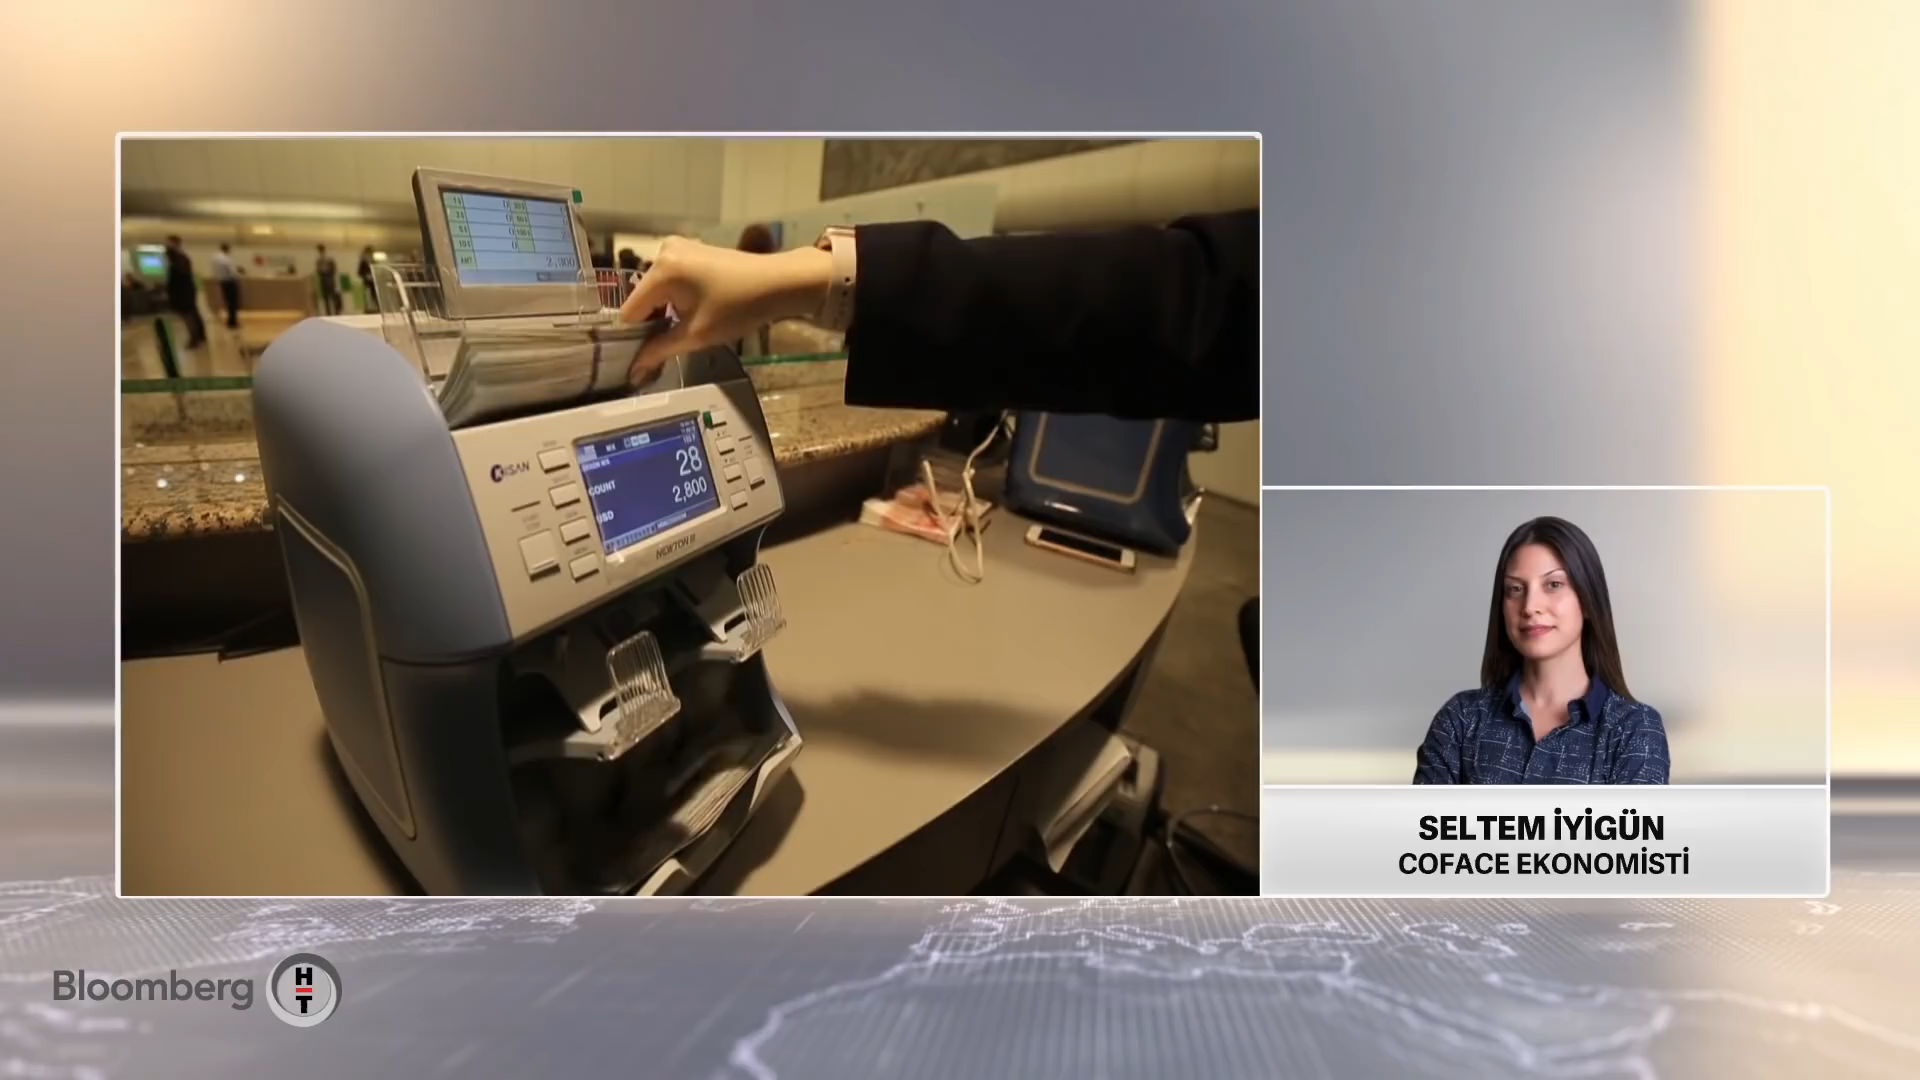 2,300
KISAN
28
COUNT
2,800
USD
NEWTON
SELTEM İYİGÜN
COFACE EKONOMİSTİ
Bloomberg HT